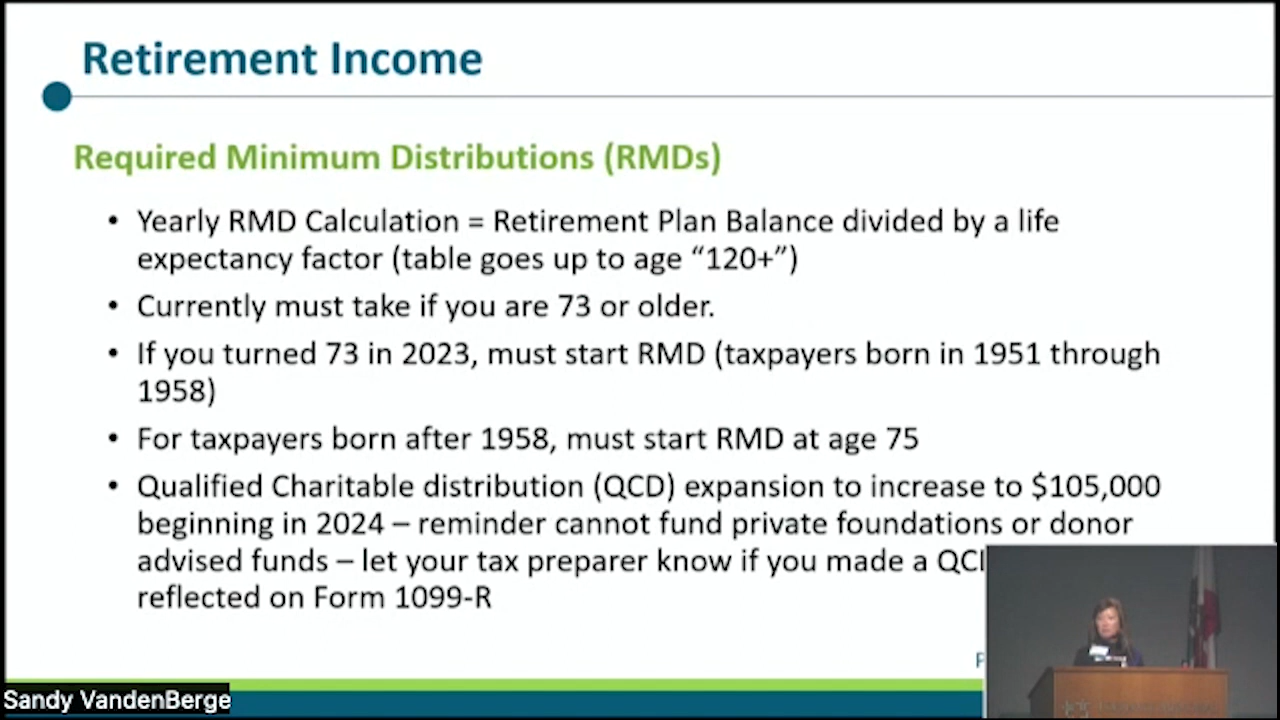 Retirement Income
Required Minimum Distributions (RMDs)
• Yearly RMD Calculation = Retirement Plan Balance divided by a life
expectancy factor (table goes up to age “120+”)
• Currently must take if you are 73 or older.
• If you turned 73 in 2023, must start RMD (taxpayers born in 1951 through
1958)
• For taxpayers born after 1958, must start RMD at age 75
• Qualified Charitable distribution (QCD) expansion to increase to $105,000
beginning in 2024 – reminder cannot fund private foundations or donor
advised funds – let your tax preparer know if you made a
reflected on Form 1099-R
Sandy VandenBerge